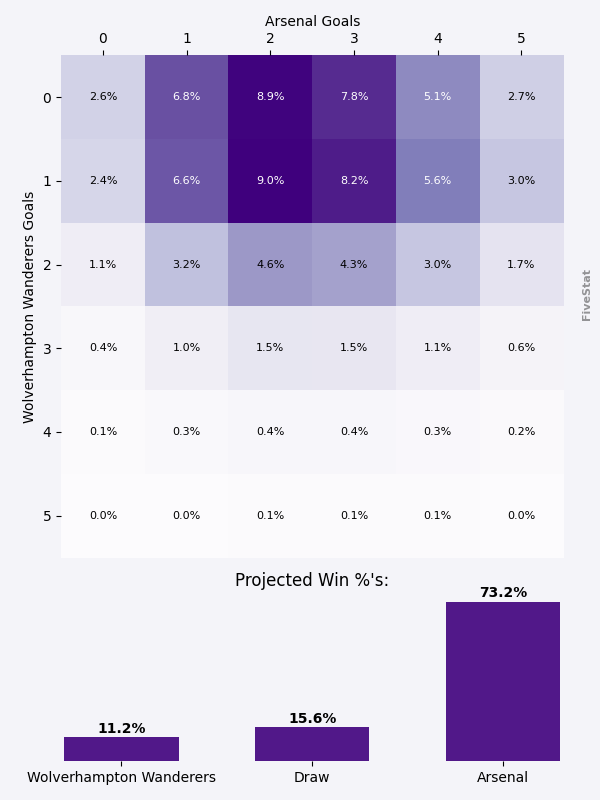 Arsenal Goals
0 1 2 3 4 5
0 2.6% 6.8% 8.9% 7.8% 5.1% 2.7%
1 2.4% 6.6% 9.0% 8.2% 5.6% 3.0%
2 1.1% 3.2% 4.6% 4.3% 3.0% 1.7%
3 0.4% 1.0% 1.5% 1.5% 1.1% 0.6%
4 0.1% 0.3% 0.4% 0.4% 0.3% 0.2%
5 0.0% 0.0% 0.1% 0.1% 0.1% 0.0%
Wolverhampton Wanderers Goals
FiveStat
Projected Win %'s:
11.2% 15.6% 73.2%
Wolverhampton Wanderers Draw Arsenal